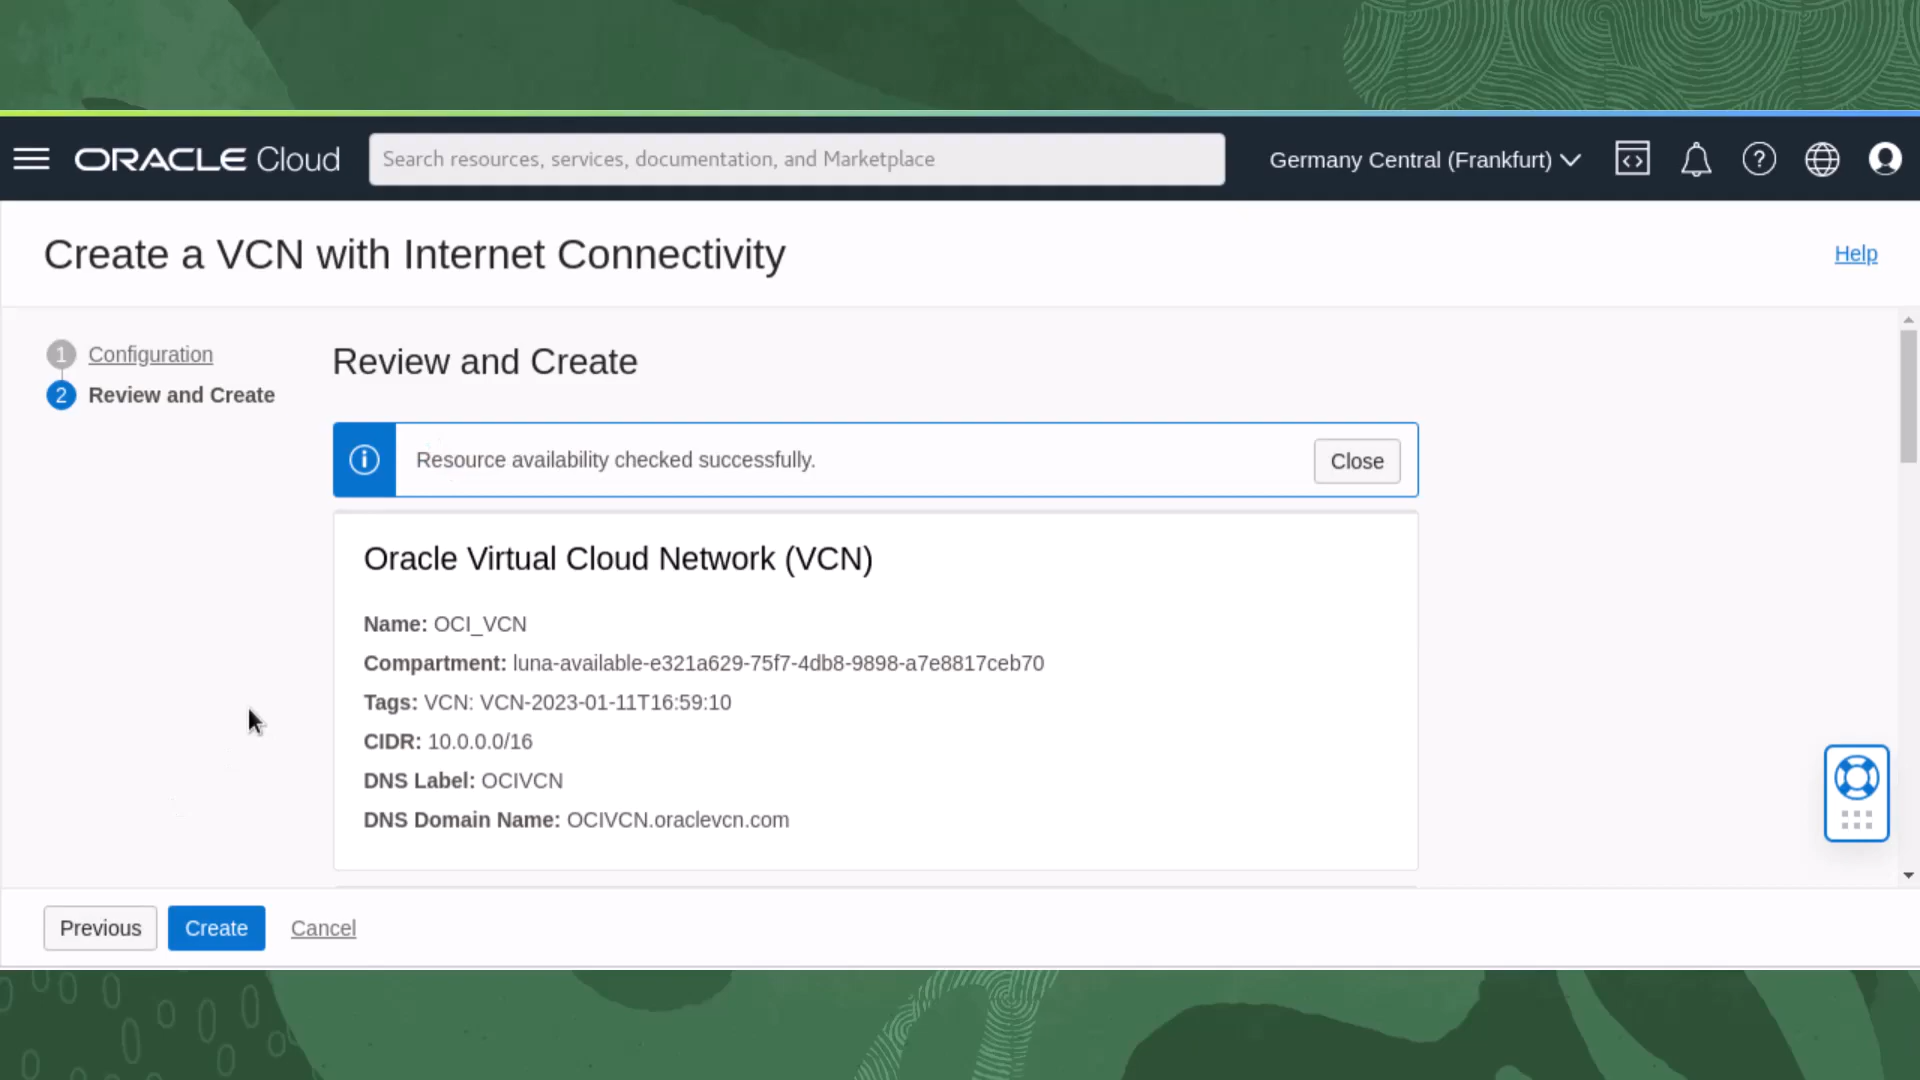 ORACLE Cloud
Search resources, services, documentation, and Marketplace
Germany Central (Frankfurt)
Create a VCN with Internet Connectivity
Help
1 Configuration
2 Review and Create
Review and Create
Resource availability checked successfully.
Close
Oracle Virtual Cloud Network (VCN)
Name: OCI_VCN
Compartment: luna-available-e321a629-75f7-4db8-9898-a7e8817ceb70
Tags: VCN: VCN-2023-01-11T16:59:10
CIDR: 10.0.0.0/16
DNS Label: OCIVCN
DNS Domain Name: OCIVCN.oraclevcn.com
Previous Create Cancel